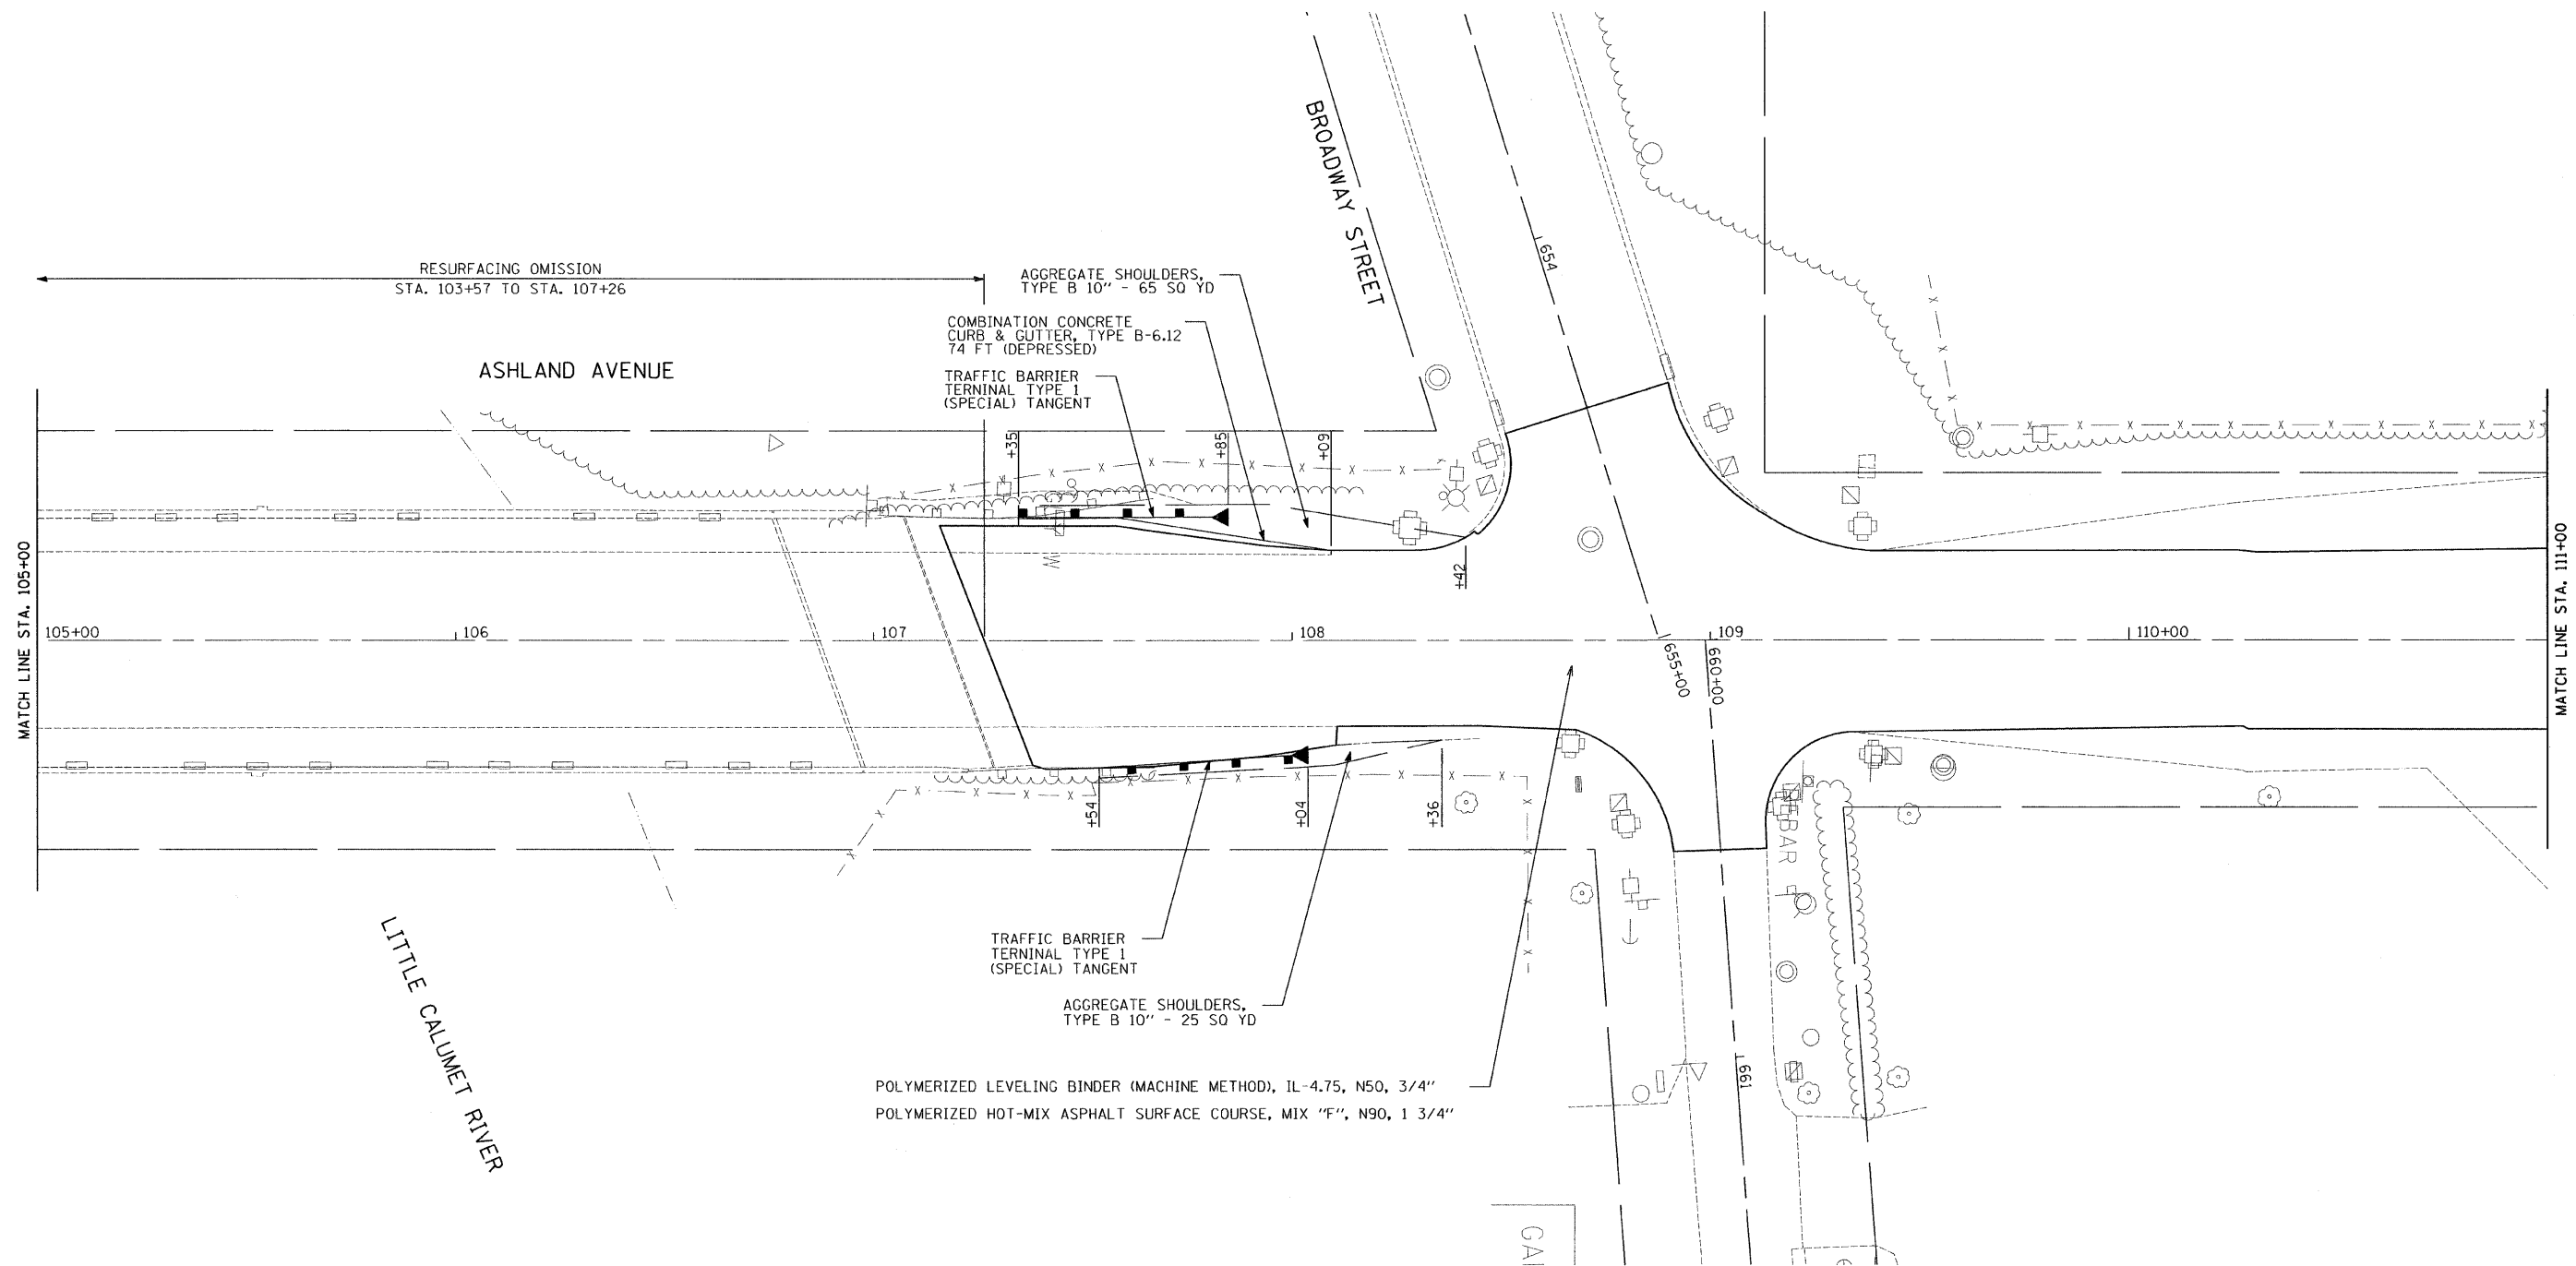 BROADWAY STREET
654
RESURFACING OMISSION
STA. 103+57 TO STA. 107+26
AGGREGATE SHOULDERS,
TYPE B 10" - 65 SQ YD
COMBINATION CONCRETE
CURB & GUTTER, TYPE B-6.12
74 FT (DEPRESSED)
ASHLAND AVENUE
TRAFFIC BARRIER
TERNINAL TYPE 1
(SPECIAL) TANGENT
+35
+85
+09
+42
W
MATCH LINE STA. 105+00
MATCH LINE STA. 111+00
105+00
106
107
108
109
110+00
655+00
660+00
+54
+04
+36
BAR
TRAFFIC BARRIER
TERNINAL TYPE 1
(SPECIAL) TANGENT
AGGREGATE SHOULDERS,
TYPE B 10" - 25 SQ YD
LITTLE CALUMET RIVER
661
POLYMERIZED LEVELING BINDER (MACHINE METHOD), IL-4.75, N50, 3/4"
POLYMERIZED HOT-MIX ASPHALT SURFACE COURSE, MIX "F", N90, 1 3/4"